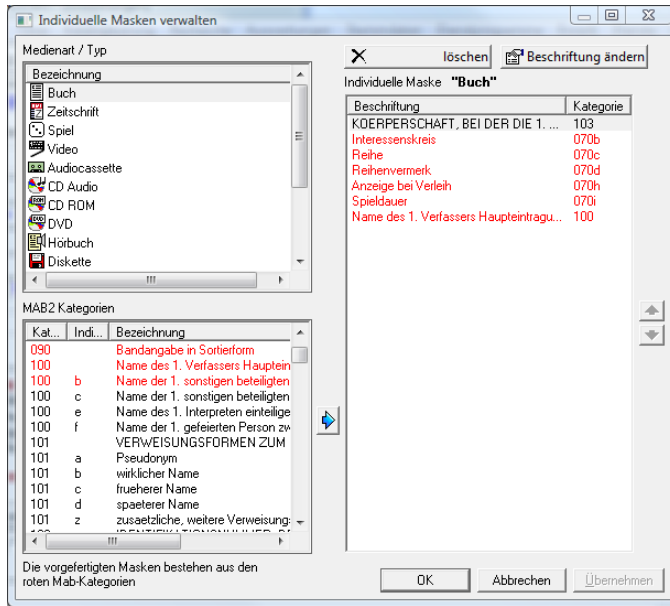 Individuelle Masken verwalten
Medienart / Typ
Bezeichnung
Buch
Zeitschrift
Spiel
Video
Audiocassette
CD Audio
CD ROM
DVD
Hörbuch
Diskette
MAB2 Kategorien
Kat... Indi... Bezeichnung
090 Bandangabe in Sortierform
100 Name des 1. Verfassers Hauptein
100 b Name der 1. sonstigen beteiligten
100 c Name der 1. sonstigen beteiligten
100 e Name des 1. Interpreten einteilige
100 f Name der 1. gefeierten Person zw
101 VERWEISUNGSFORMEN ZUM
101 a Pseudonym
101 b wirklicher Name
101 c frueherer Name
101 d spaeterer Name
101 z zusaetzliche, weitere Verweisung
Die vorgefertigten Masken bestehen aus den
roten Mab-Kategorien
löschen Beschriftung ändern
Individuelle Maske "Buch"
Beschriftung Kategorie
KOERPERSCHAFT, BEI DER DIE 1. ... 103
Interessenskreis 070b
Reihe 070c
Reihenvermerk 070d
Anzeige bei Verleih 070h
Spieldauer 070i
Name des 1. Verfassers Haupteintragu... 100
OK Abbrechen Übernehmen